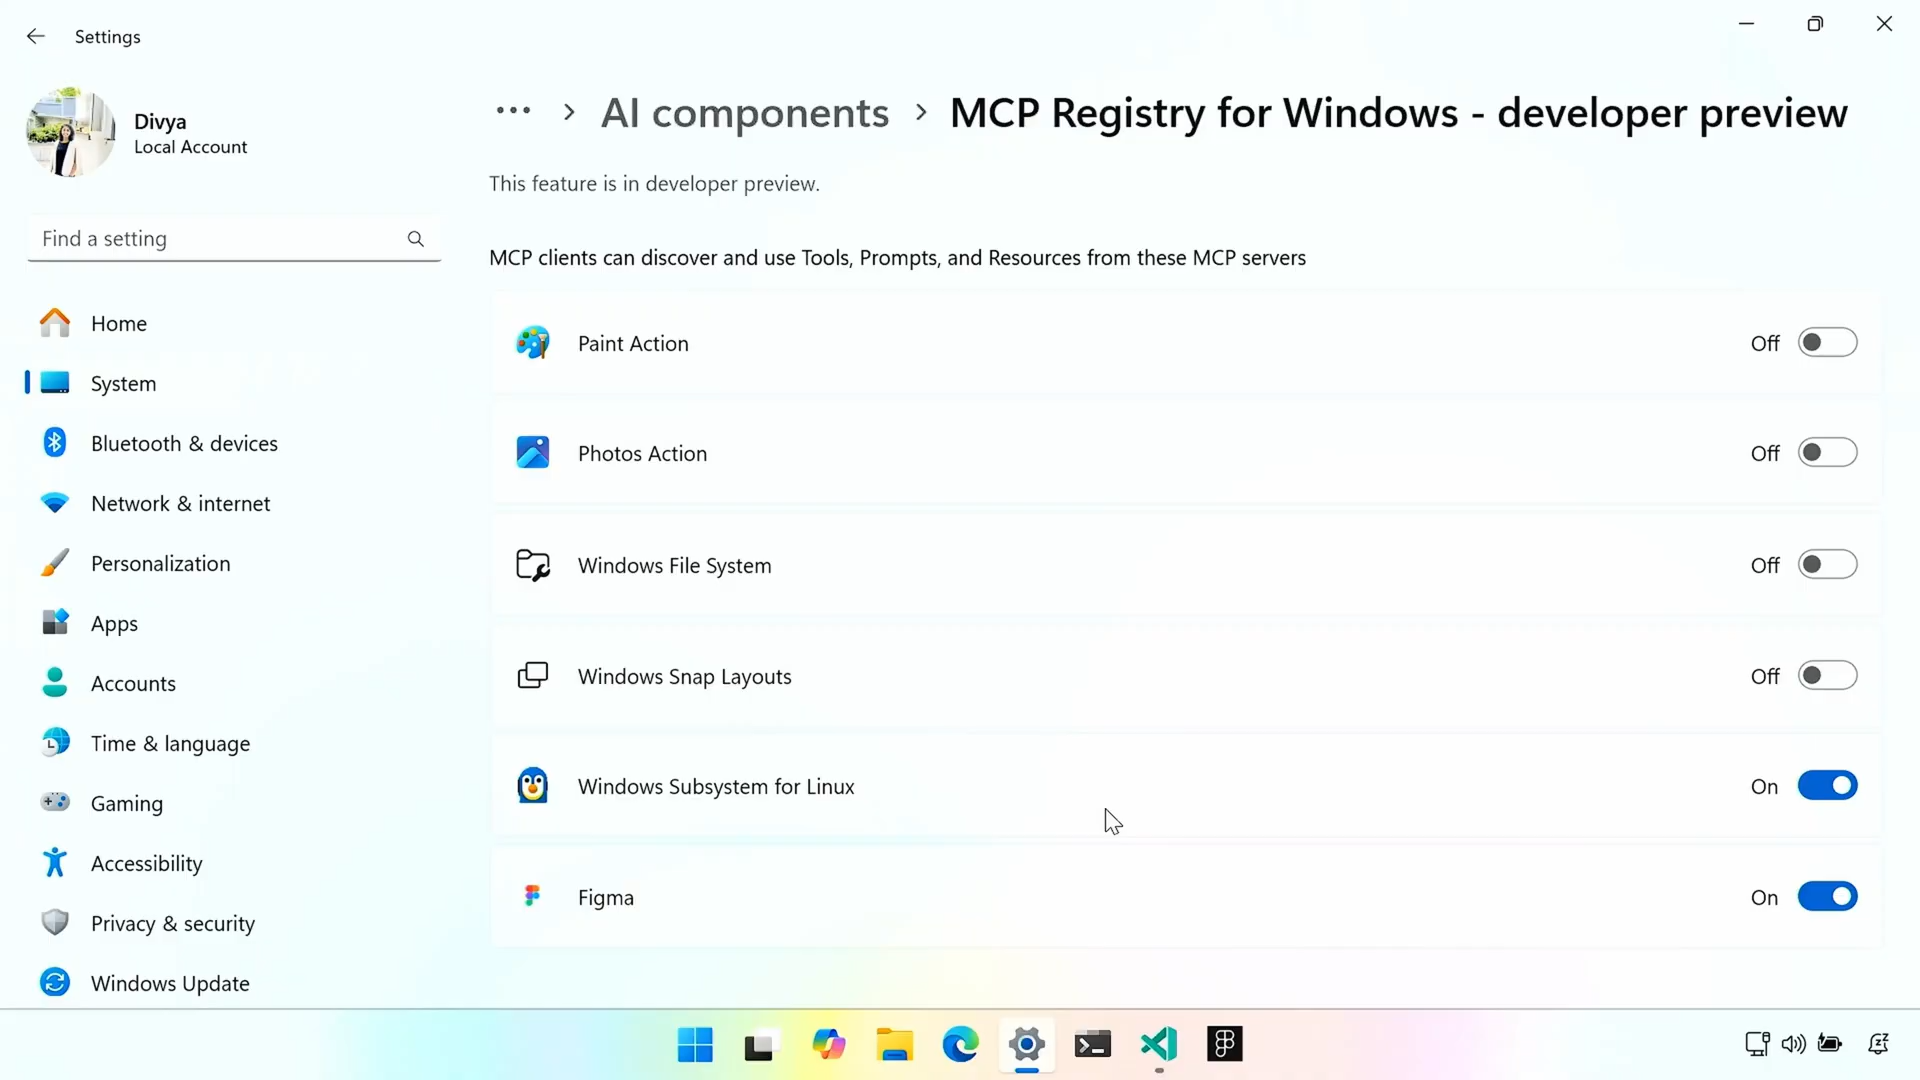 Settings
Divya
Local Account
Find a setting
Home
System
Bluetooth & devices
Network & internet
Personalization
Apps
Accounts
Time & language
Gaming
Accessibility
Privacy & security
Windows Update
··· › AI components › MCP Registry for Windows - developer preview
This feature is in developer preview.
MCP clients can discover and use Tools, Prompts, and Resources from these MCP servers
Paint Action Off
Photos Action Off
Windows File System Off
Windows Snap Layouts Off
Windows Subsystem for Linux On
Figma On